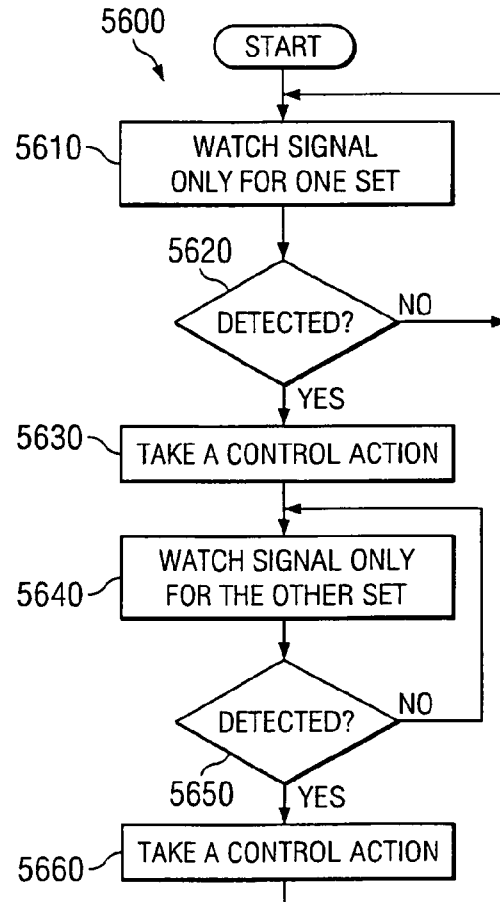 5600
START
5610
WATCH SIGNAL
ONLY FOR ONE SET
5620
DETECTED?
NO
YES
5630
TAKE A CONTROL ACTION
5640
WATCH SIGNAL ONLY
FOR THE OTHER SET
DETECTED?
NO
5650
YES
5660
TAKE A CONTROL ACTION